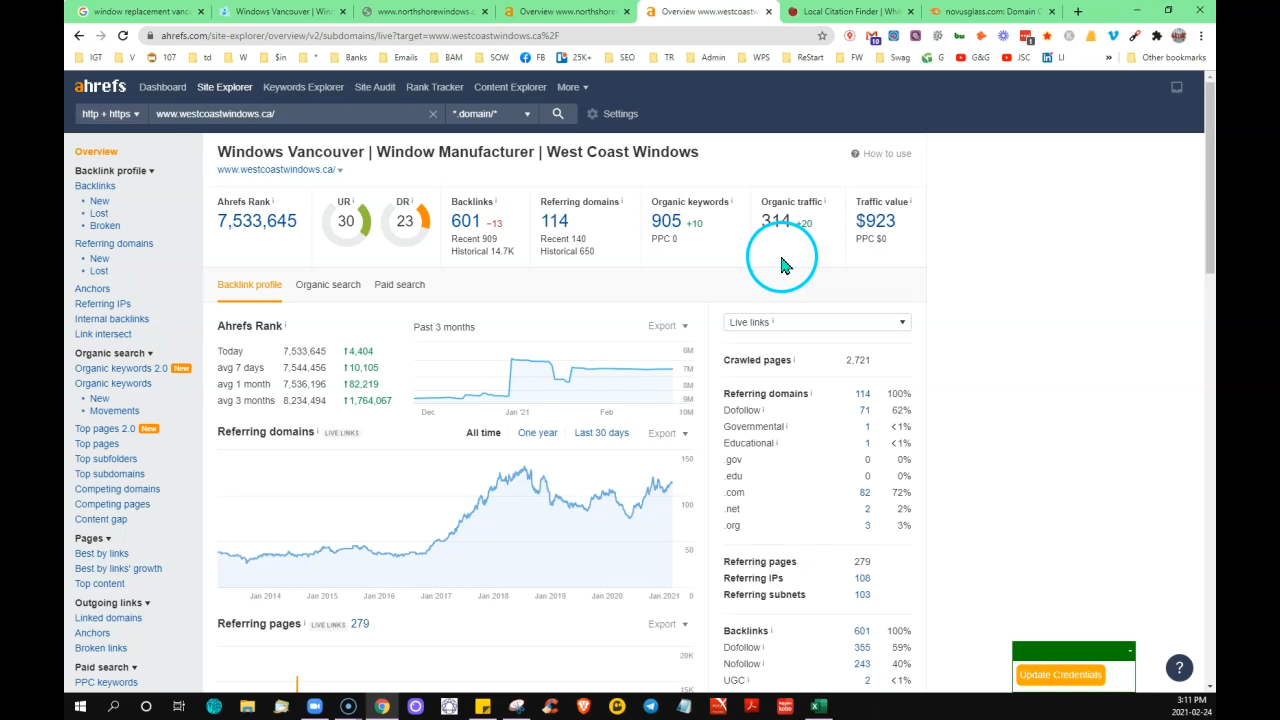 window replacement vanc
Windows Vancouver | Winc
www.northshorewindows.c
Overview www.northshore
Overview www.westcoastw
Local Citation Finder | Whit
novusglass.com: Domain C
ahrefs.com/site-explorer/overview/v2/subdomains/live?target=www.westcoastwindows.ca%2F
IGT V 107 td W $in * Banks Emails BAM SOW FB 25K+ SEO TR Admin WPS ReStart FW Swag G G&G JSC LI » Other bookmarks
ahrefs Dashboard Site Explorer Keywords Explorer Site Audit Rank Tracker Content Explorer More
http + https www.westcoastwindows.ca/ *.domain/* Settings
Overview
Backlink profile
Backlinks
New
Lost
Broken
Referring domains
New
Lost
Anchors
Referring IPs
Internal backlinks
Link intersect
Organic search
Organic keywords 2.0 New
Organic keywords
New
Movements
Top pages 2.0 New
Top pages
Top subfolders
Top subdomains
Competing domains
Competing pages
Content gap
Pages
Best by links
Best by links' growth
Top content
Outgoing links
Linked domains
Anchors
Broken links
Paid search
PPC keywords
Windows Vancouver | Window Manufacturer | West Coast Windows
How to use
www.westcoastwindows.ca/
Ahrefs Rank
7,533,645
UR
30
DR
23
Backlinks
601 −13
Recent 909
Historical 14.7K
Referring domains
114
Recent 140
Historical 650
Organic keywords
905 +10
PPC 0
Organic traffic
314 +20
Traffic value
$923
PPC $0
Backlink profile Organic search Paid search
Ahrefs Rank
Past 3 months
Export
Today 7,533,645 ↑4,404
avg 7 days 7,544,456 ↑10,105
avg 1 month 7,536,196 ↑82,219
avg 3 months 8,234,494 ↑1,764,067
6M
7M
8M
9M
10M
Dec Jan '21 Feb
Referring domains LIVE LINKS
All time One year Last 30 days Export
150
100
50
0
Jan 2014 Jan 2015 Jan 2016 Jan 2017 Jan 2018 Jan 2019 Jan 2020 Jan 2021
Referring pages LIVE LINKS 279
Export
20K
15K
Live links
Crawled pages 2,721
Referring domains 114 100%
Dofollow 71 62%
Governmental 1 <1%
Educational 1 <1%
.gov 0 0%
.edu 0 0%
.com 82 72%
.net 2 2%
.org 3 3%
Referring pages 279
Referring IPs 108
Referring subnets 103
Backlinks 601 100%
Dofollow 355 59%
Nofollow 243 40%
UGC 2 <1%
Update Credentials
?
3:11 PM
2021-02-24